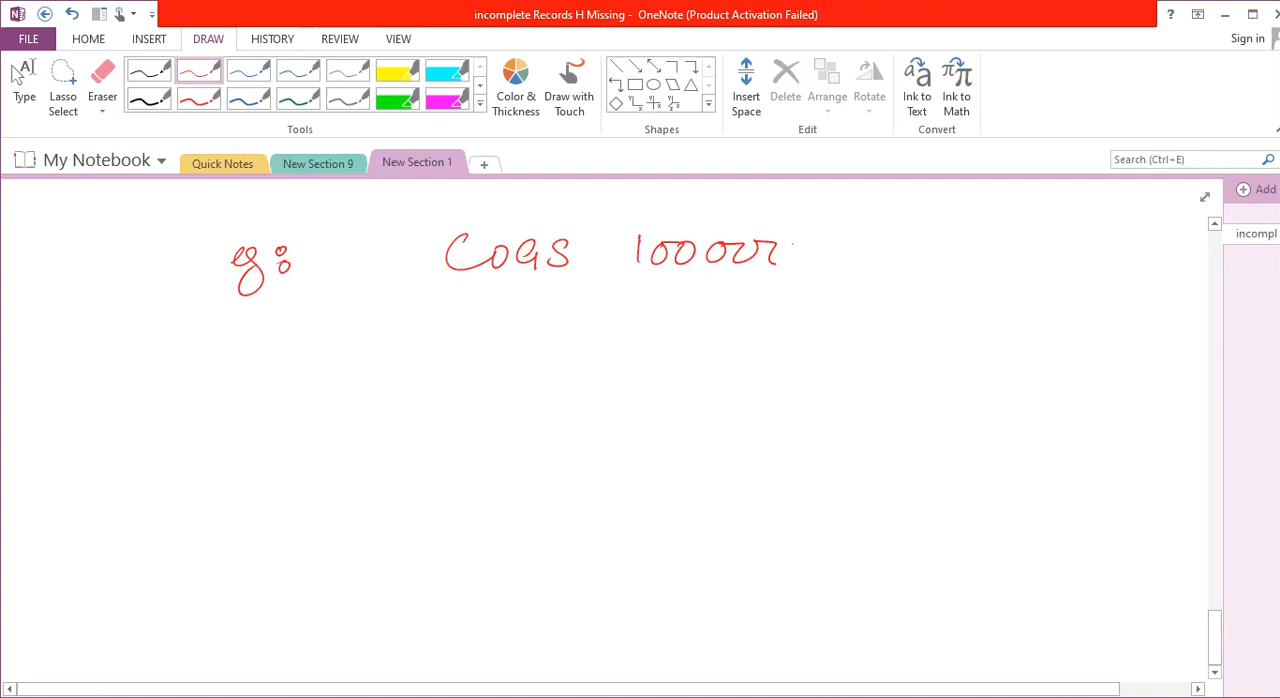 incomplete Records H Missing - OneNote (Product Activation Failed)
?
FILE HOME INSERT DRAW HISTORY REVIEW VIEW
Sign in
Type
Lasso Select
Eraser
Color & Thickness
Draw with Touch
Insert Space
Delete
Arrange
Rotate
Ink to Text
Ink to Math
Tools
Shapes
Edit
Convert
My Notebook
Quick Notes
New Section 9
New Section 1
Search (Ctrl+E)
Add
incompl
eg: COGS